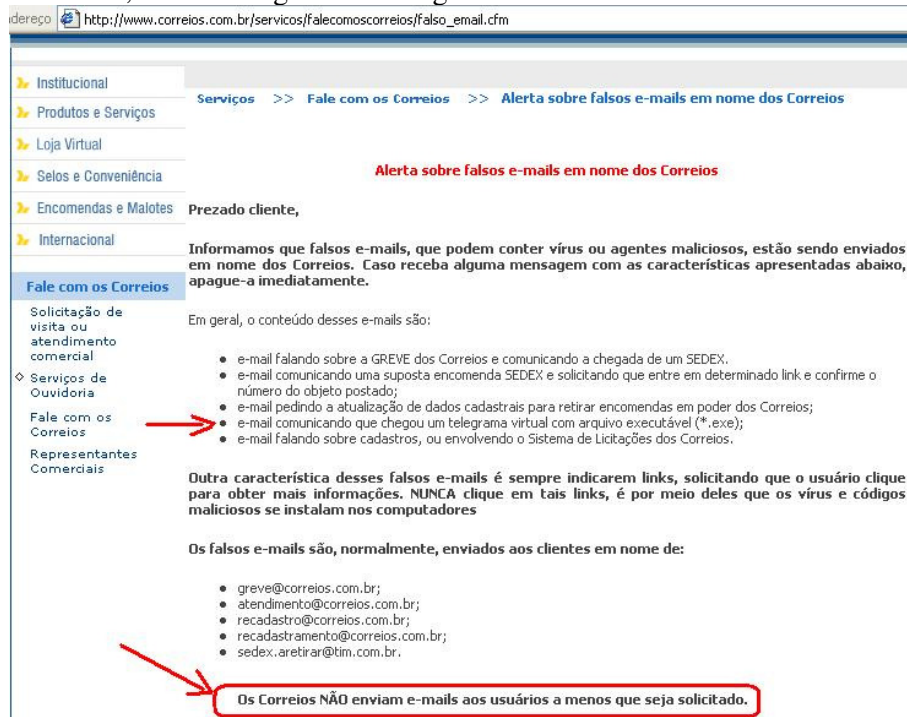 dereço http://www.correios.com.br/servicos/falecomoscorreios/falso_email.cfm
Institucional
Produtos e Serviços
Loja Virtual
Selos e Conveniência
Encomendas e Malotes
Internacional
Fale com os Correios
Solicitação de
visita ou
atendimento
comercial
Serviços de
Ouvidoria
Fale com os
Correios
Representantes
Comerciais
Serviços >> Fale com os Correios >> Alerta sobre falsos e-mails em nome dos Correios
Alerta sobre falsos e-mails em nome dos Correios
Prezado cliente,
Informamos que falsos e-mails, que podem conter vírus ou agentes maliciosos, estão sendo enviados
em nome dos Correios. Caso receba alguma mensagem com as características apresentadas abaixo,
apague-a imediatamente.
Em geral, o conteúdo desses e-mails são:
● e-mail falando sobre a GREVE dos Correios e comunicando a chegada de um SEDEX.
● e-mail comunicando uma suposta encomenda SEDEX e solicitando que entre em determinado link e confirme o
número do objeto postado;
● e-mail pedindo a atualização de dados cadastrais para retirar encomendas em poder dos Correios;
● e-mail comunicando que chegou um telegrama virtual com arquivo executável (*.exe);
● e-mail falando sobre cadastros, ou envolvendo o Sistema de Licitações dos Correios.
Outra característica desses falsos e-mails é sempre indicarem links, solicitando que o usuário clique
para obter mais informações. NUNCA clique em tais links, é por meio deles que os vírus e códigos
maliciosos se instalam nos computadores
Os falsos e-mails são, normalmente, enviados aos clientes em nome de:
● greve@correios.com.br;
● atendimento@correios.com.br;
● recadastro@correios.com.br;
● recadastramento@correios.com.br;
● sedex.aretirar@tim.com.br.
Os Correios NÃO enviam e-mails aos usuários a menos que seja solicitado.